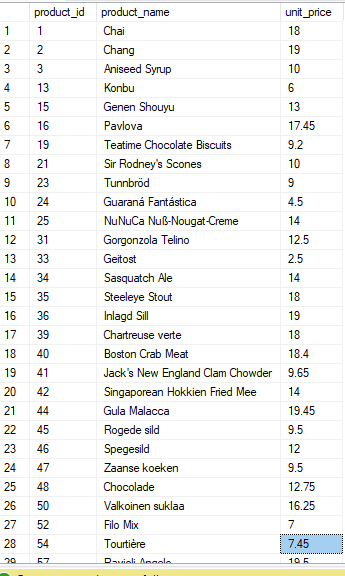 product_id product_name unit_price
1 1 Chai 18
2 2 Chang 19
3 3 Aniseed Syrup 10
4 13 Konbu 6
5 15 Genen Shouyu 13
6 16 Pavlova 17.45
7 19 Teatime Chocolate Biscuits 9.2
8 21 Sir Rodney's Scones 10
9 23 Tunnbröd 9
10 24 Guaraná Fantástica 4.5
11 25 NuNuCa Nuß-Nougat-Creme 14
12 31 Gorgonzola Telino 12.5
13 33 Geitost 2.5
14 34 Sasquatch Ale 14
15 35 Steeleye Stout 18
16 36 Inlagd Sill 19
17 39 Chartreuse verte 18
18 40 Boston Crab Meat 18.4
19 41 Jack's New England Clam Chowder 9.65
20 42 Singaporean Hokkien Fried Mee 14
21 44 Gula Malacca 19.45
22 45 Rogede sild 9.5
23 46 Spegesild 12
24 47 Zaanse koeken 9.5
25 48 Chocolade 12.75
26 50 Valkoinen suklaa 16.25
27 52 Filo Mix 7
28 54 Tourtière 7.45
29 57 Ravioli Angelo 19.5